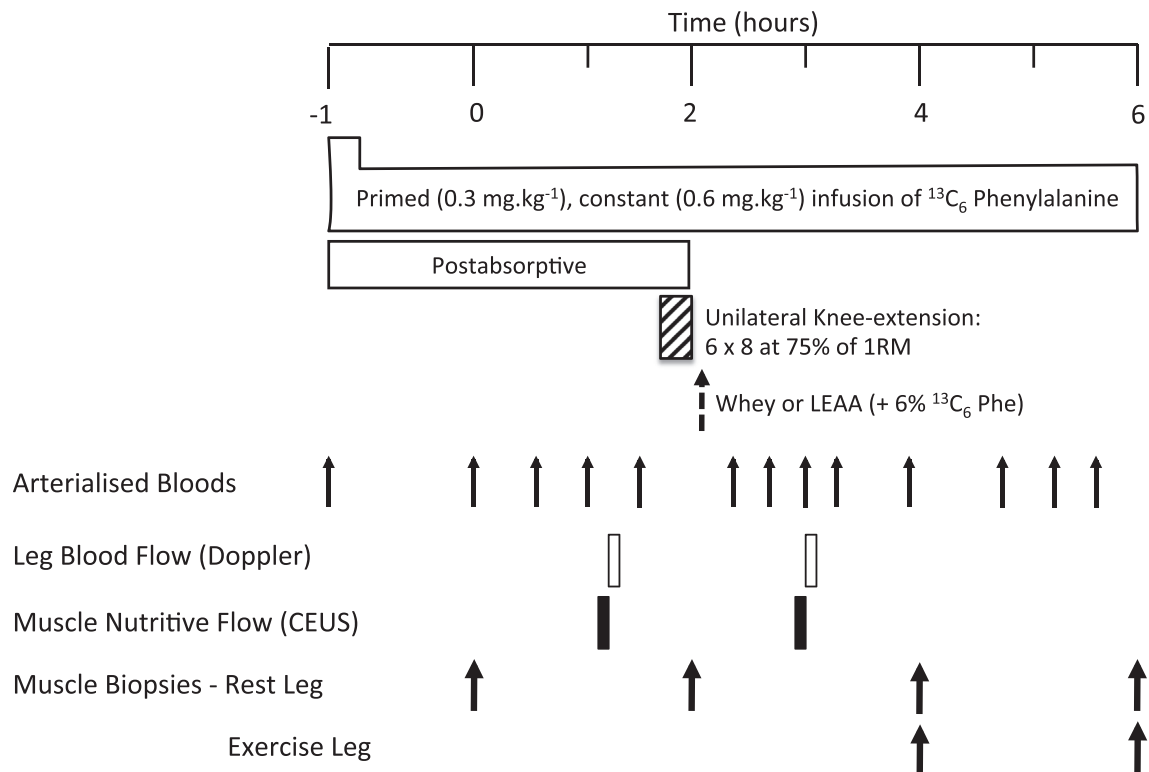 Time (hours)
-1 0 2 4 6
Primed (0.3 mg.kg⁻¹), constant (0.6 mg.kg⁻¹) infusion of ¹³C₆ Phenylalanine
Postabsorptive
Unilateral Knee-extension:
6 x 8 at 75% of 1RM
Whey or LEAA (+ 6% ¹³C₆ Phe)
Arterialised Bloods
Leg Blood Flow (Doppler)
Muscle Nutritive Flow (CEUS)
Muscle Biopsies - Rest Leg
Exercise Leg